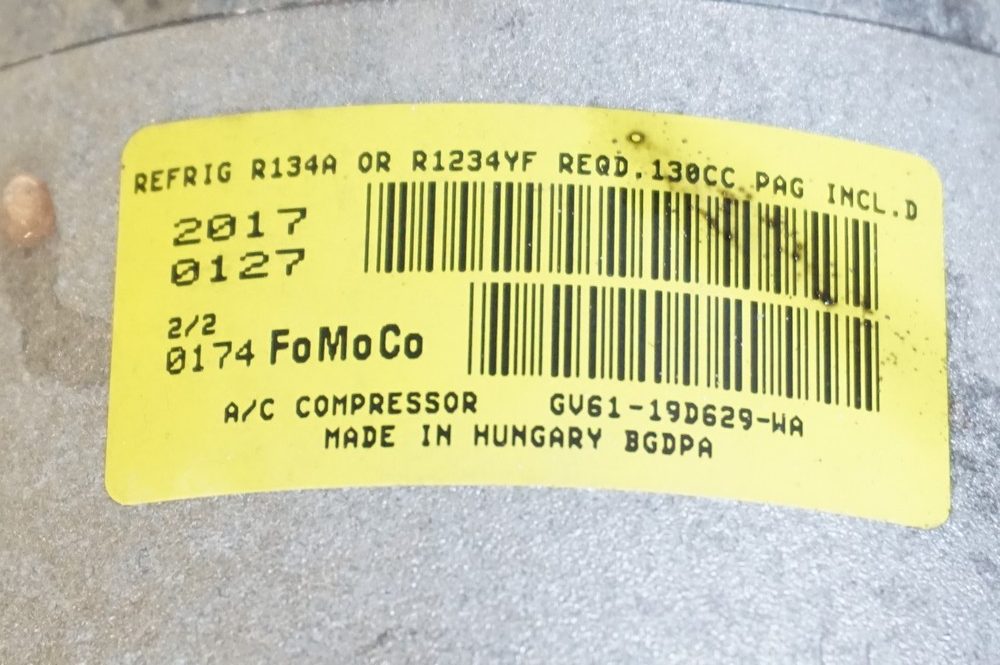 REFRIG R134A OR R1234YF REQD.130CC PAG INCL.D
2017
0127
2/2
0174 FoMoCo
A/C COMPRESSOR GV61-19D629-WA
MADE IN HUNGARY BGDPA